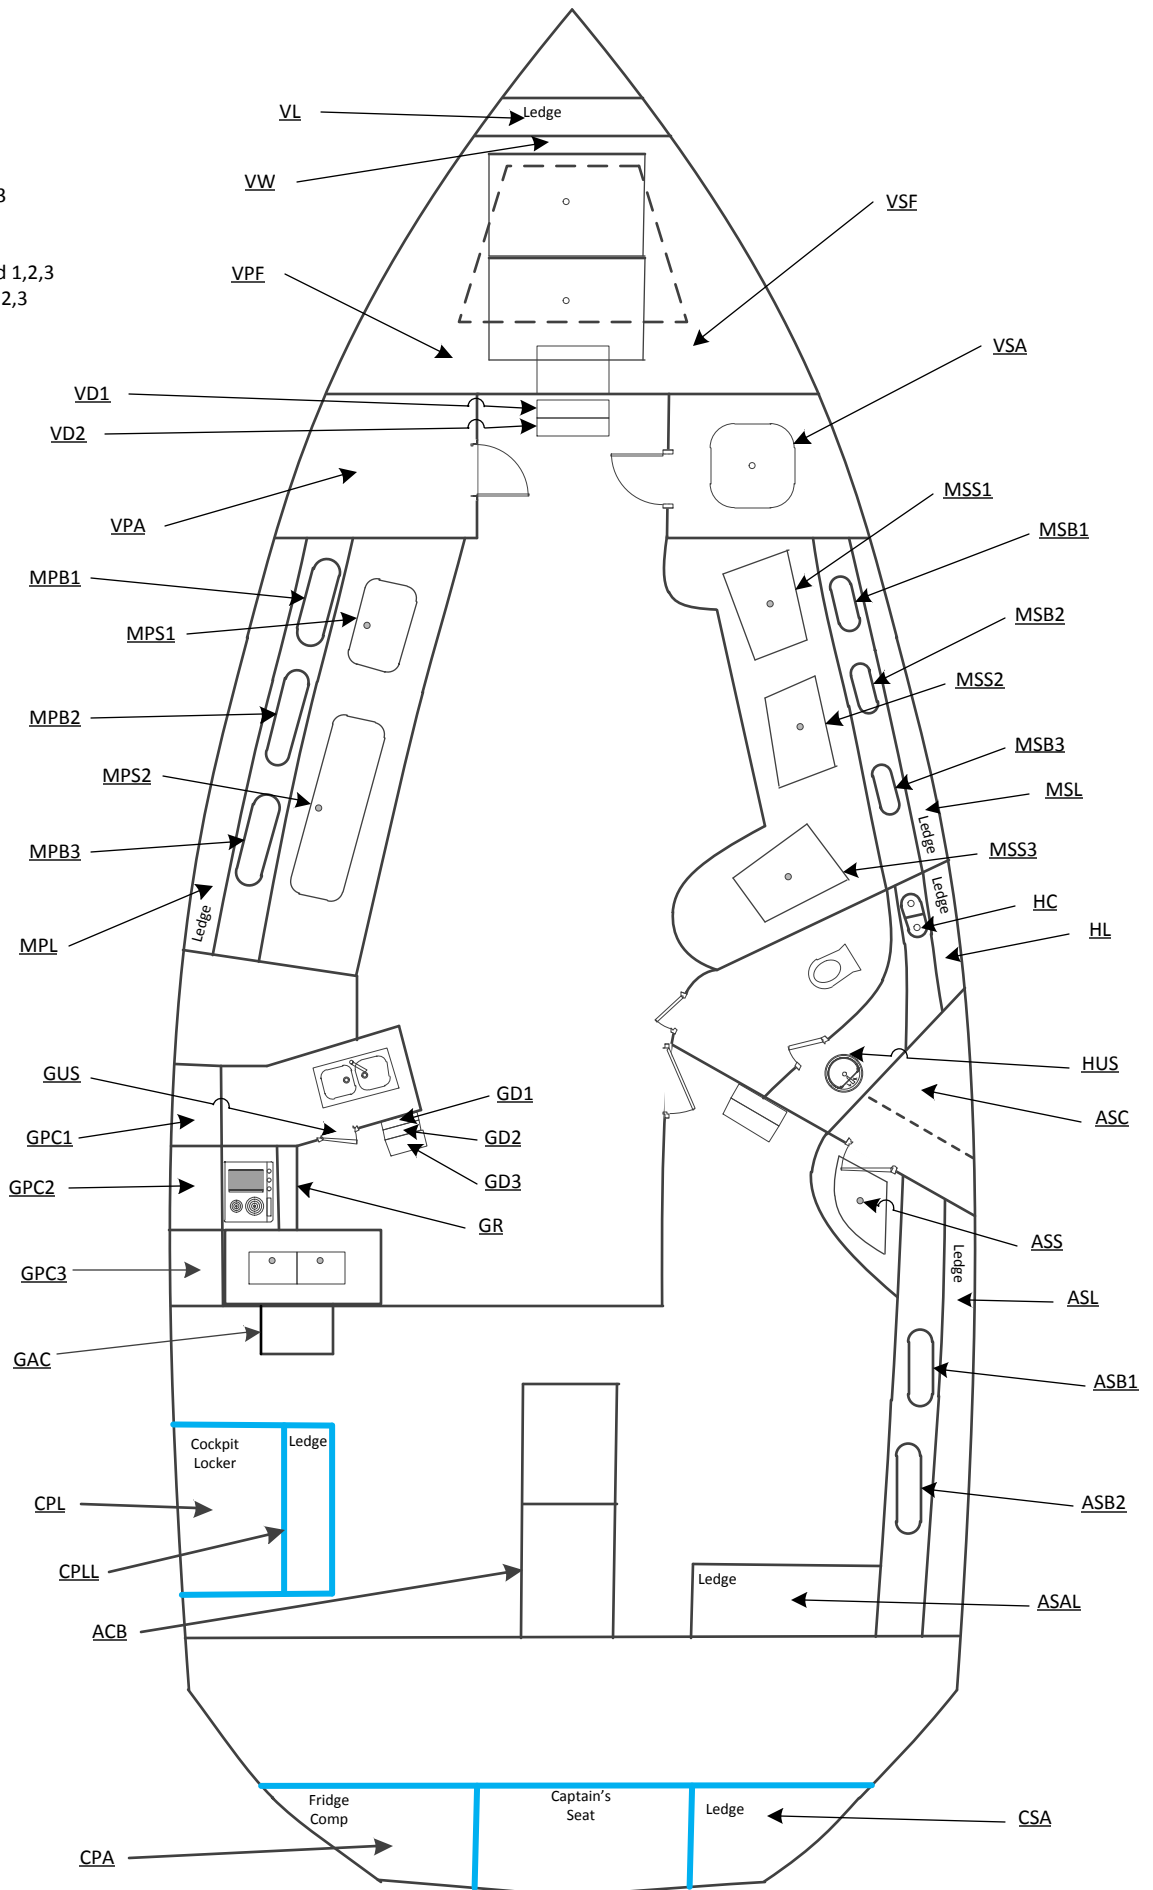 VL
Ledge
VW
3
VSF
d 1,2,3
2,3
VPF
VSA
VD1
VD2
MSS1
VPA
MSB1
MPB1
MSB2
MPS1
MSS2
MPB2
MSB3
MPS2
MSL
Ledge
MPB3
MSS3
Ledge
HC
Ledge
HL
MPL
HUS
GUS
GD1
ASC
GPC1
GD2
GD3
GPC2
GR
ASS
GPC3
Ledge
ASL
GAC
ASB1
Cockpit
Locker
Ledge
CPL
ASB2
CPLL
Ledge
ASAL
ACB
Fridge
Comp
Captain's
Seat
Ledge
CSA
CPA